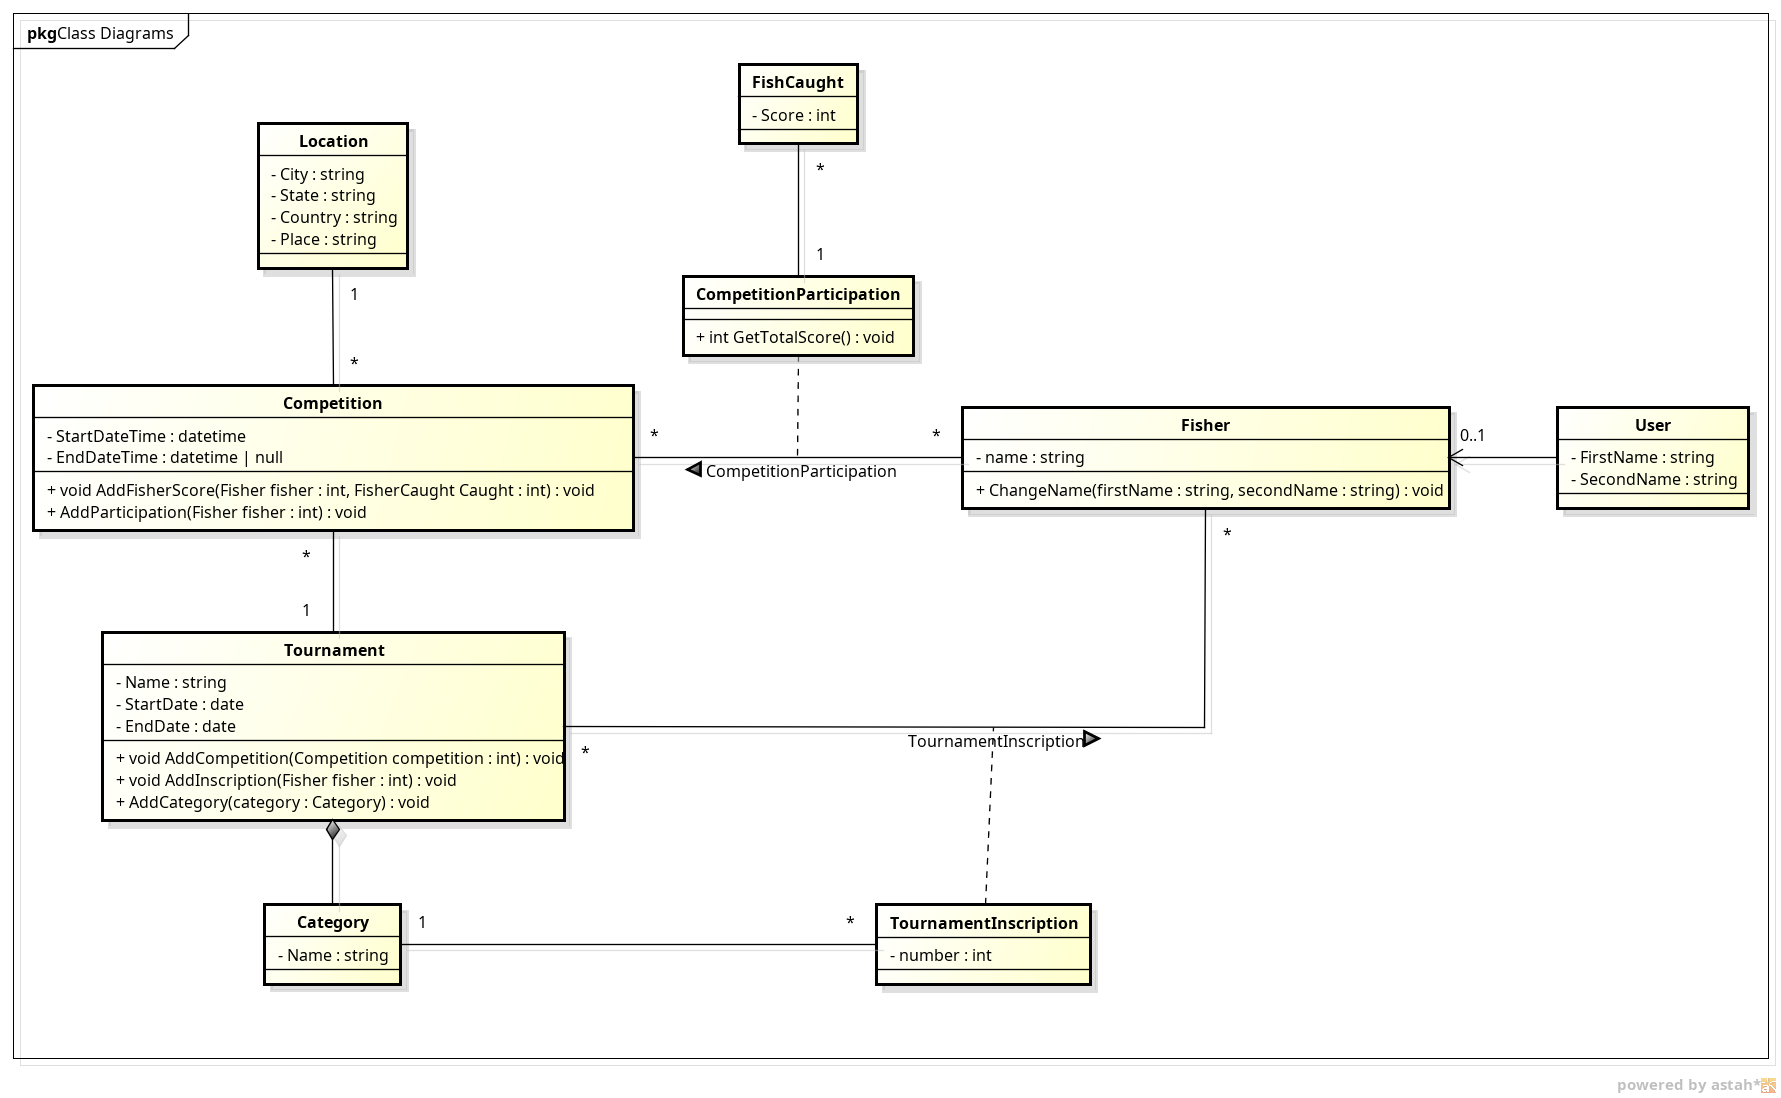 pkgClass Diagrams
FishCaught
- Score : int
*
1
Location
- City : string
- State : string
- Country : string
- Place : string
1
*
CompetitionParticipation
+ int GetTotalScore() : void
Competition
- StartDateTime : datetime
- EndDateTime : datetime | null
+ void AddFisherScore(Fisher fisher : int, FisherCaught Caught : int) : void
+ AddParticipation(Fisher fisher : int) : void
*
*
CompetitionParticipation
Fisher
- name : string
+ ChangeName(firstName : string, secondName : string) : void
0..1
User
- FirstName : string
- SecondName : string
*
*
1
Tournament
- Name : string
- StartDate : date
- EndDate : date
+ void AddCompetition(Competition competition : int) : void
+ void AddInscription(Fisher fisher : int) : void
+ AddCategory(category : Category) : void
*
TournamentInscription
Category
- Name : string
1
*
TournamentInscription
- number : int
powered by astah*